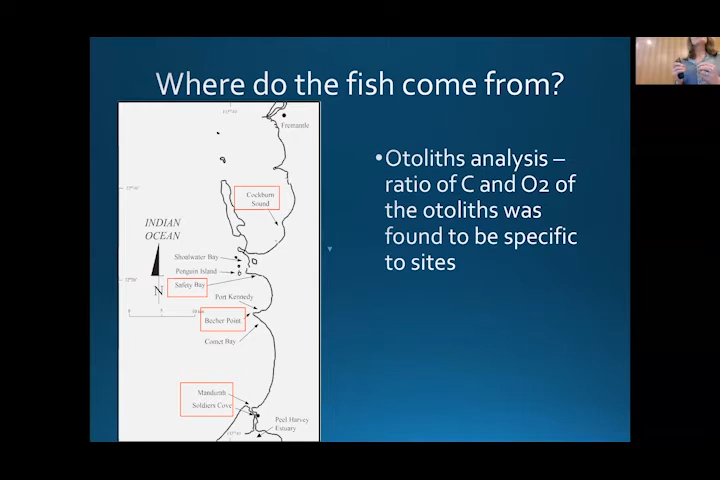 Where do the fish come from?
Fremantle
Cockburn
Sound
INDIAN
OCEAN
Shoalwater Bay
Penguin Island
Safety Bay
N
Port Kennedy
Becher Point
Comet Bay
Mandurah
Soldiers Cove
Peel Harvey
Estuary
•Otoliths analysis –
ratio of C and O2 of
the otoliths was
found to be specific
to sites